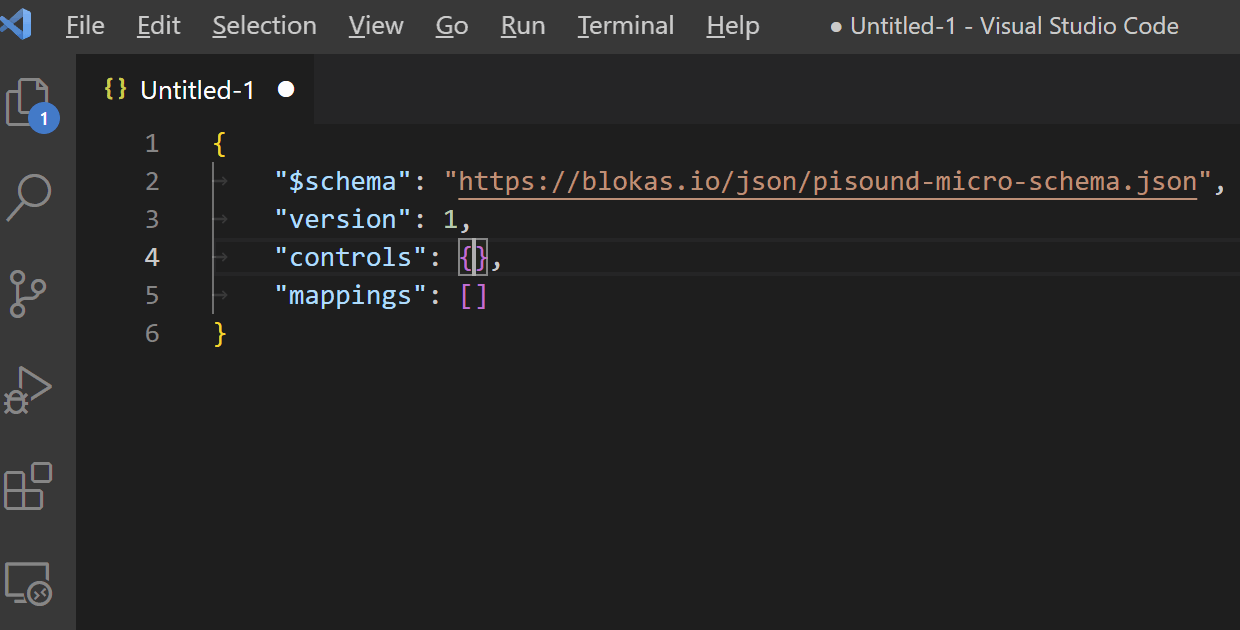 File Edit Selection View Go Run Terminal Help ● Untitled-1 - Visual Studio Code
{} Untitled-1 ●
1
1 {
2 "$schema": "https://blokas.io/json/pisound-micro-schema.json",
3 "version": 1,
4 "controls": {},
5 "mappings": []
6 }